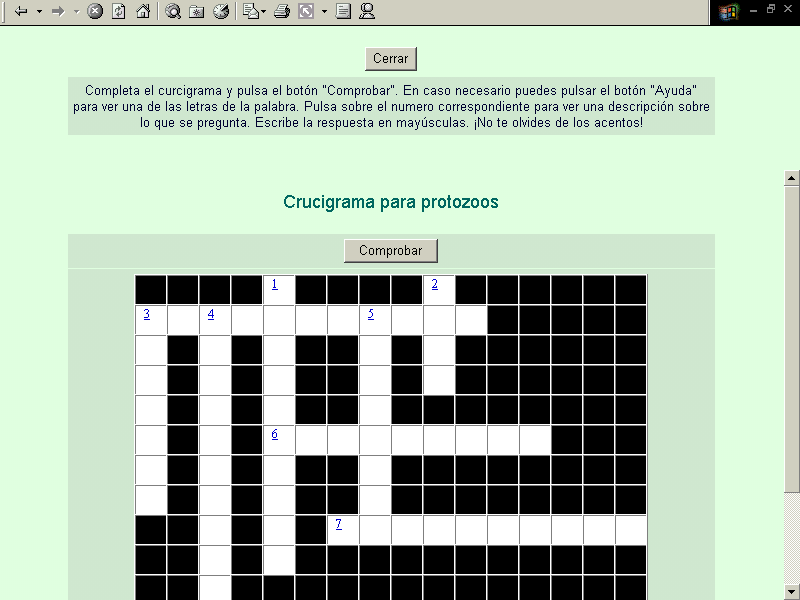 Cerrar
Completa el curcigrama y pulsa el botón "Comprobar". En caso necesario puedes pulsar el botón "Ayuda"
para ver una de las letras de la palabra. Pulsa sobre el numero correspondiente para ver una descripción sobre
lo que se pregunta. Escribe la respuesta en mayúsculas. ¡No te olvides de los acentos!
Crucigrama para protozoos
Comprobar
1 2
3 4 5
6
7